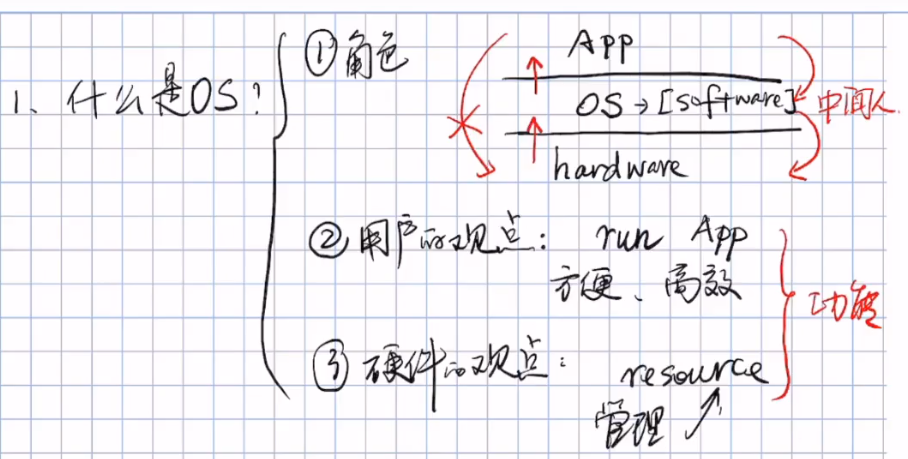 1、什么是OS?
① 角色
App
OS → [software]
中间人
hardware
② 用户的观点: run App
方便、高效
功能
③ 硬件的观点: resource
管理